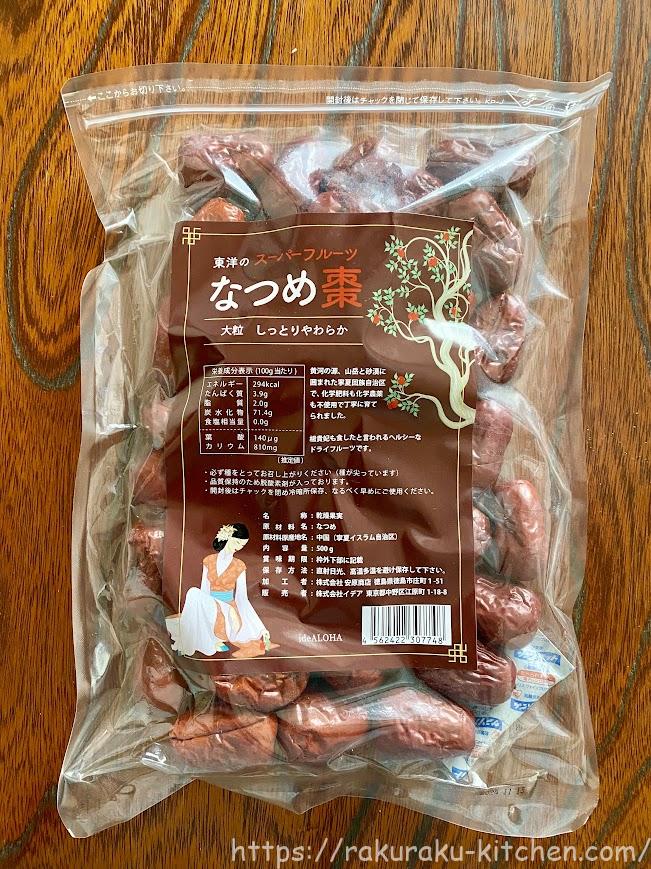 ←ここからお切り下さい。
開封後はチャックを閉じて保存して下さい。
東洋の スーパーフルーツ
なつめ 棗
大粒 しっとりやわらか
栄養成分表示(100g当たり)
エネルギー 294kcal
たんぱく質 3.9g
脂質 2.0g
炭水化物 71.4g
食塩相当量 0.0g
葉酸 140μg
カリウム 810mg
(推定値)
黄河の源、山岳と砂漠に
囲まれた寧夏回族自治区
で、化学肥料も化学農薬
も不使用で丁寧に育て
られました。
楊貴妃も食したと言われるヘルシーな
ドライフルーツです。
・必ず種をとってお召し上がりください(種が尖っています)
・品質保持のため脱酸素剤が入っております。
・開封後はチャックを閉め冷暗所保存、なるべく早めにご使用ください。
名称:乾燥果実
原材料名:なつめ
原材料原産地名:中国(寧夏イスラム自治区)
内容量:500g
賞味期限:枠外下部に記載
保存方法:直射日光、高温多湿を避け保存して下さい。
加工者:株式会社 安原商店 徳島県徳島市庄町1-51
販売者:株式会社イデア 東京都中野区江原町1-18-8
ideALOHA
4 562422 307748
https://rakuraku-kitchen.com/